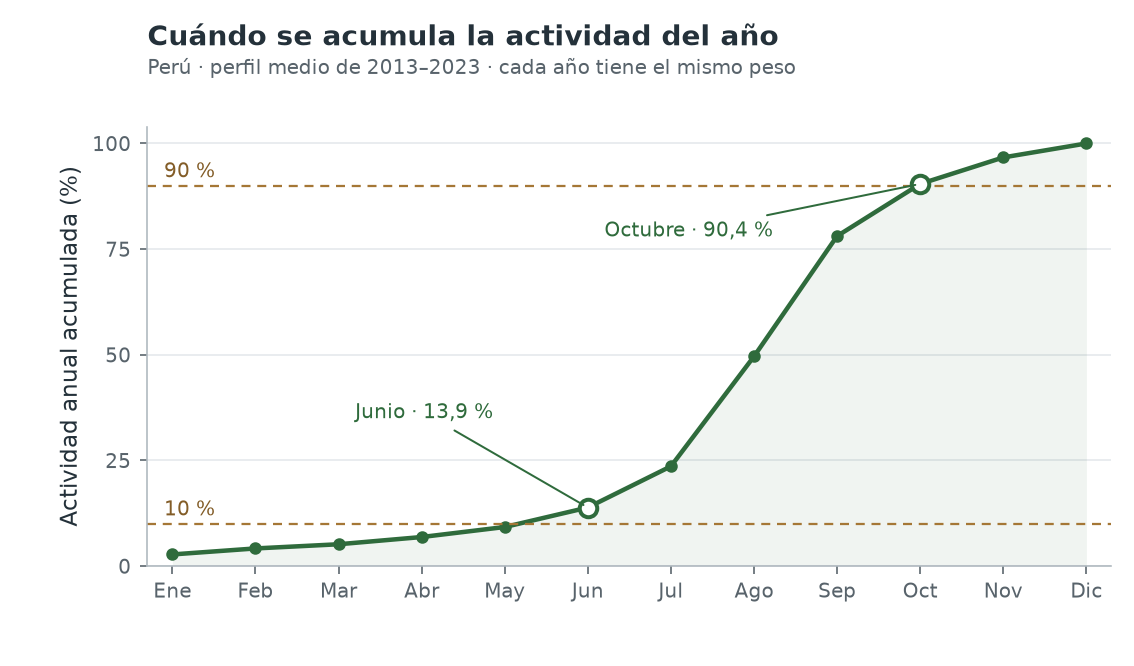 Cuándo se acumula la actividad del año
Perú · perfil medio de 2013–2023 · cada año tiene el mismo peso
Actividad anual acumulada (%)
100
90 %
Octubre · 90,4 %
75
50
Junio · 13,9 %
25
10 %
0
Ene Feb Mar Abr May Jun Jul Ago Sep Oct Nov Dic